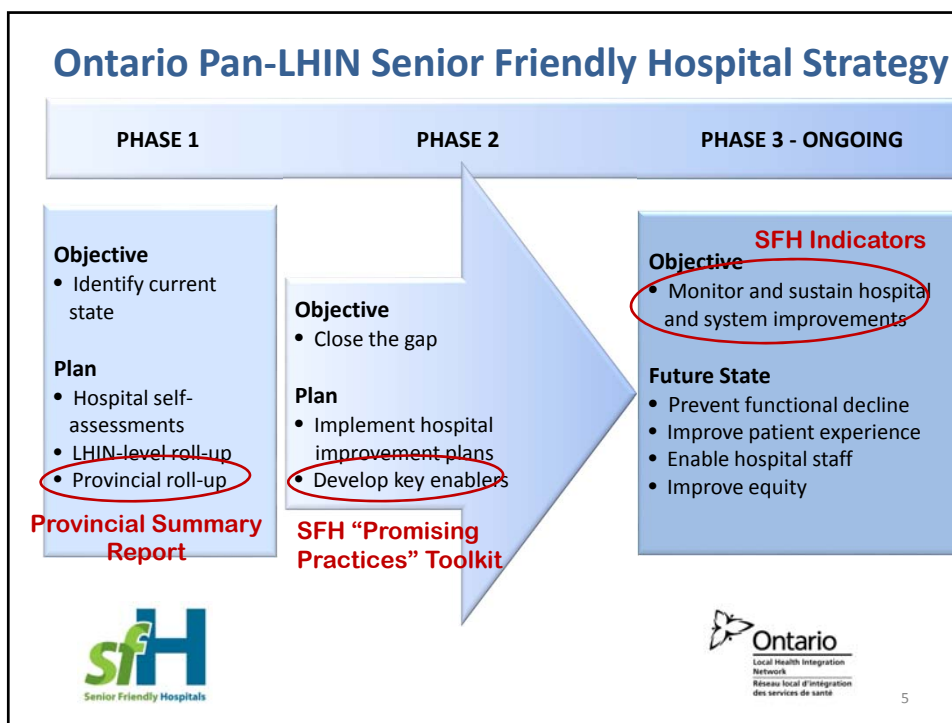 Ontario Pan-LHIN Senior Friendly Hospital Strategy
PHASE 1
PHASE 2
PHASE 3 - ONGOING
Objective
• Identify current
state
Plan
• Hospital self-
assessments
• LHIN-level roll-up
• Provincial roll-up
Provincial Summary
Report
Objective
• Close the gap
Plan
• Implement hospital
improvement plans
• Develop key enablers
SFH “Promising
Practices” Toolkit
SFH Indicators
Objective
• Monitor and sustain hospital
and system improvements
Future State
• Prevent functional decline
• Improve patient experience
• Enable hospital staff
• Improve equity
sfH
Senior Friendly Hospitals
Ontario
Local Health Integration
Network
Réseau local d'intégration
des services de santé
5